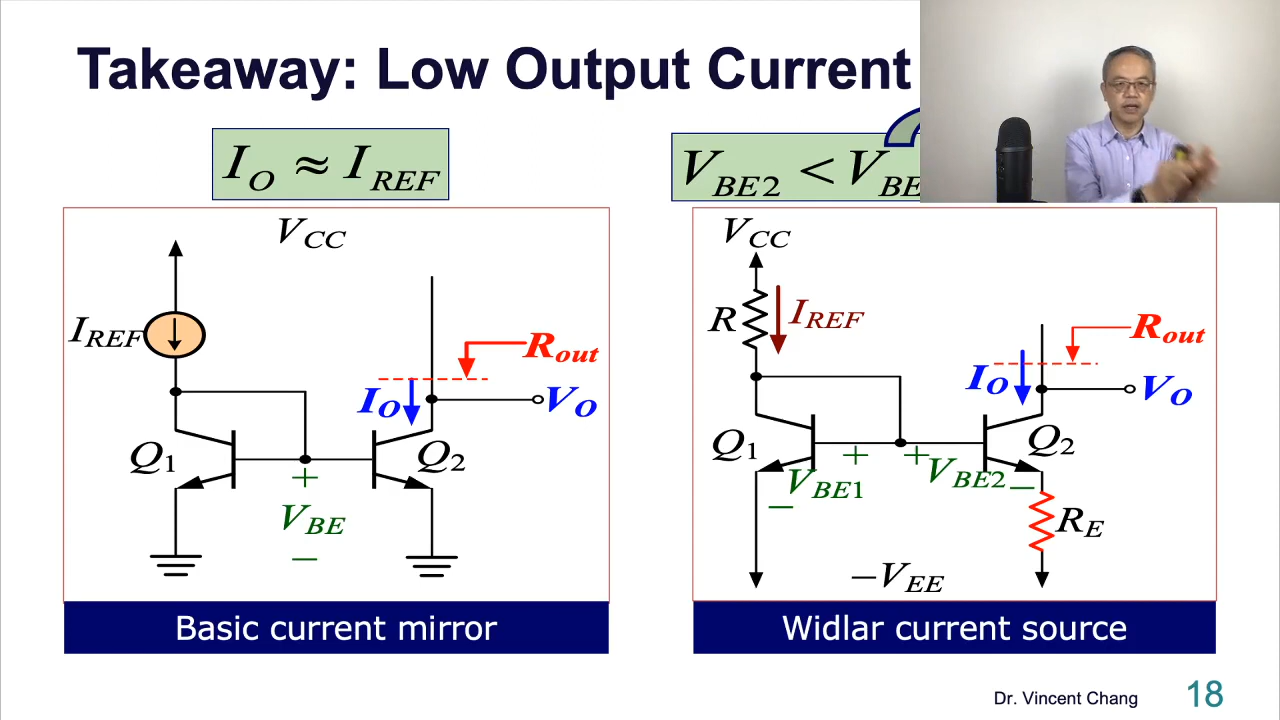 Takeaway: Low Output Current
I_O ≈ I_REF
V_BE2 < V_BE
V_CC
I_REF
R_out
I_O
V_O
Q_1
Q_2
+
V_BE
−
Basic current mirror
V_CC
R
I_REF
R_out
I_O
V_O
Q_1
Q_2
+ +
V_BE1
V_BE2
− −
R_E
−V_EE
Widlar current source
Dr. Vincent Chang
18